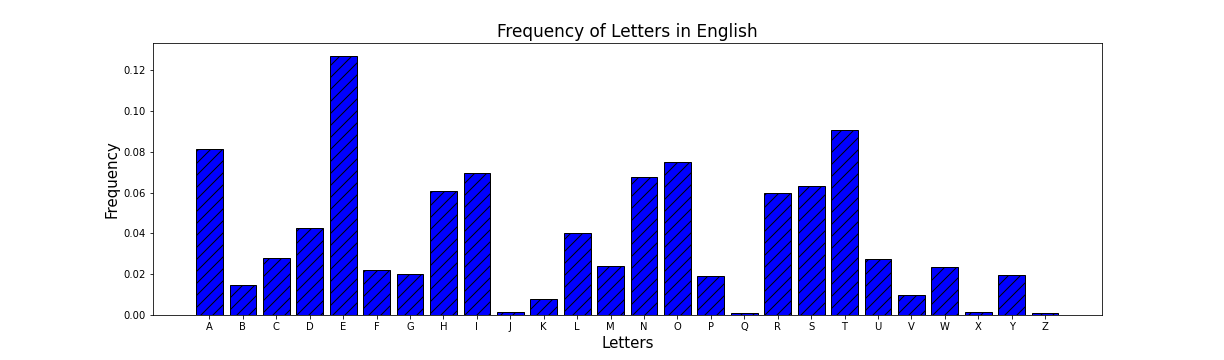 Frequency of Letters in English
Frequency
0.12
0.10
0.08
0.06
0.04
0.02
0.00
A B C D E F G H I J K L M N O P Q R S T U V W X Y Z
Letters